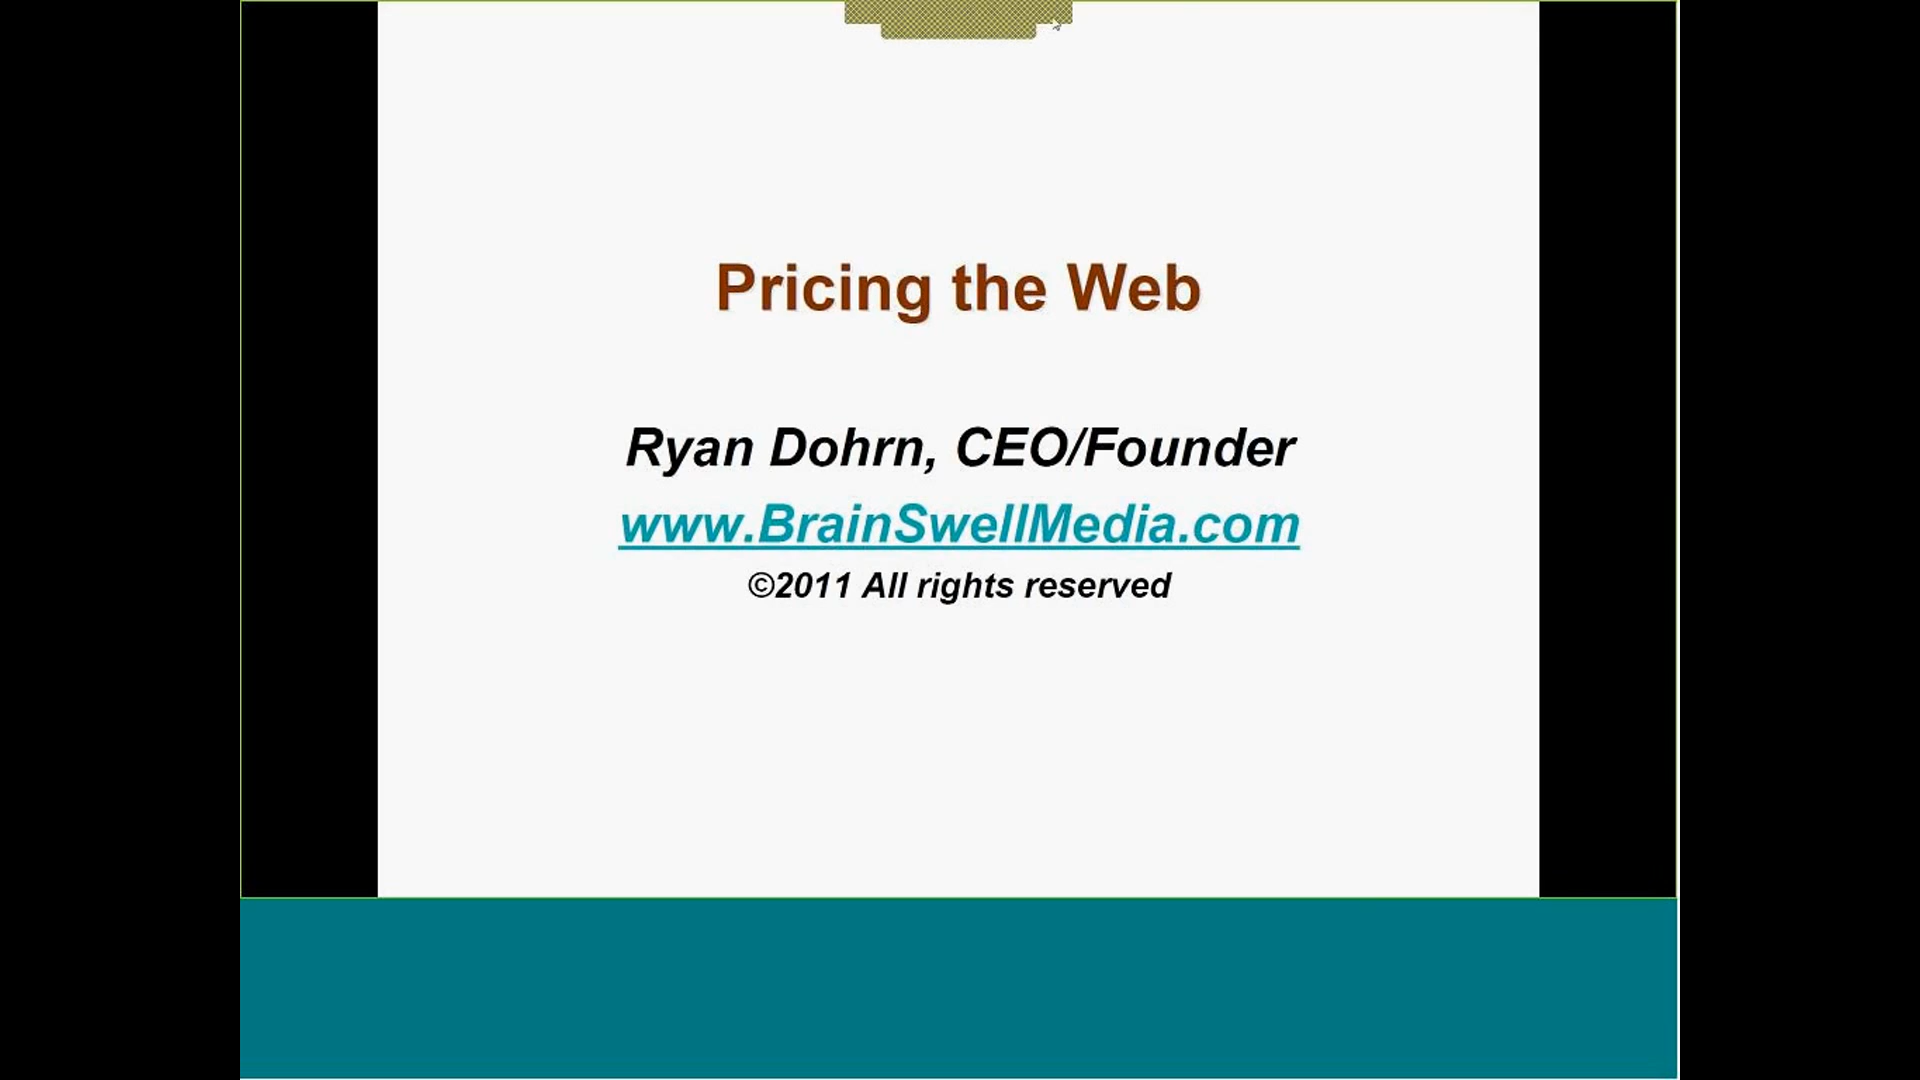 Pricing the Web
Ryan Dohrn, CEO/Founder
www.BrainSwellMedia.com
©2011 All rights reserved